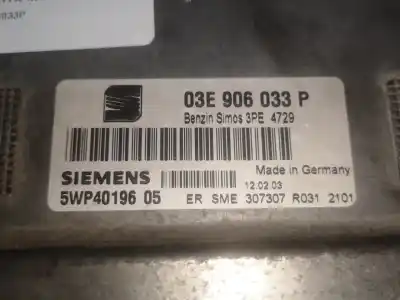 033P
03E 906 033 P
Benzin Simos 3PE 4729
Made in Germany
SIEMENS
12.02.03
5WP40196 05
ER SME 307307 R031 2101